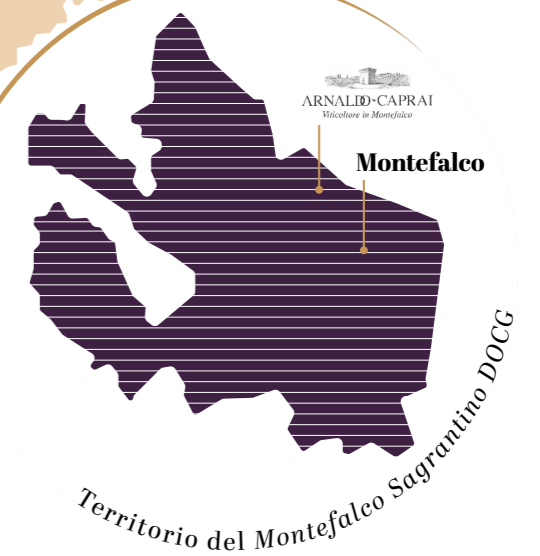 ARNALDO·CAPRAI
Viticoltore in Montefalco
Montefalco
Territorio del Montefalco Sagrantino DOCG